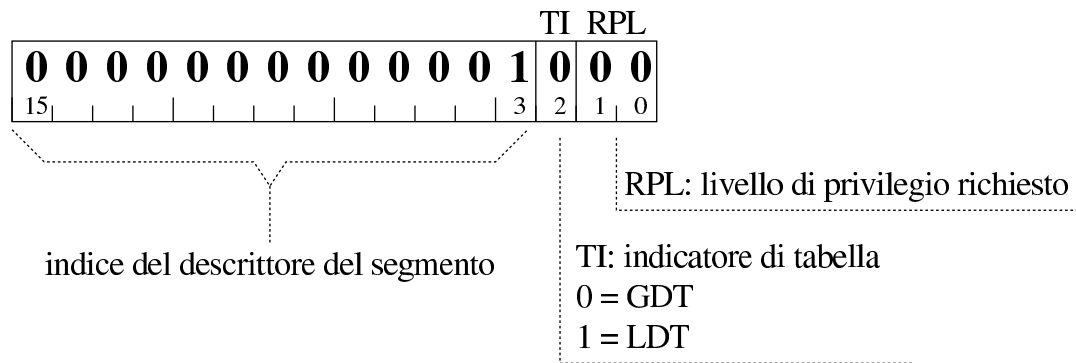 TI RPL
0 0 0 0 0 0 0 0 0 0 0 0 1 0 0 0
15 3 2 1 0
RPL: livello di privilegio richiesto
indice del descrittore del segmento
TI: indicatore di tabella
0 = GDT
1 = LDT